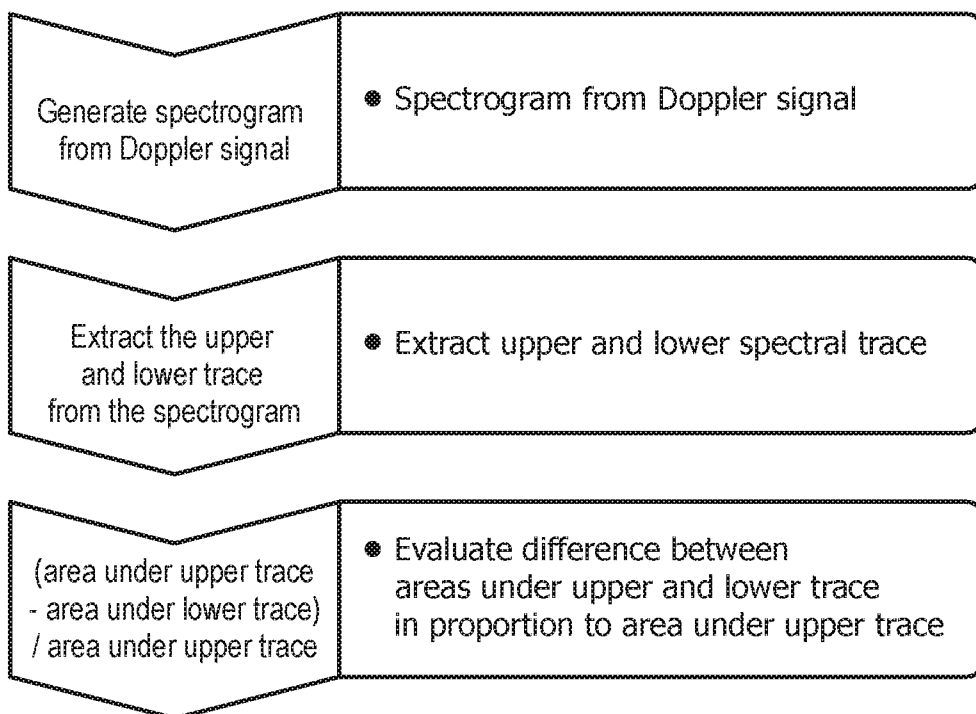 Generate spectrogram
from Doppler signal
● Spectrogram from Doppler signal
Extract the upper
and lower trace
from the spectrogram
● Extract upper and lower spectral trace
(area under upper trace
- area under lower trace)
/ area under upper trace
● Evaluate difference between
areas under upper and lower trace
in proportion to area under upper trace